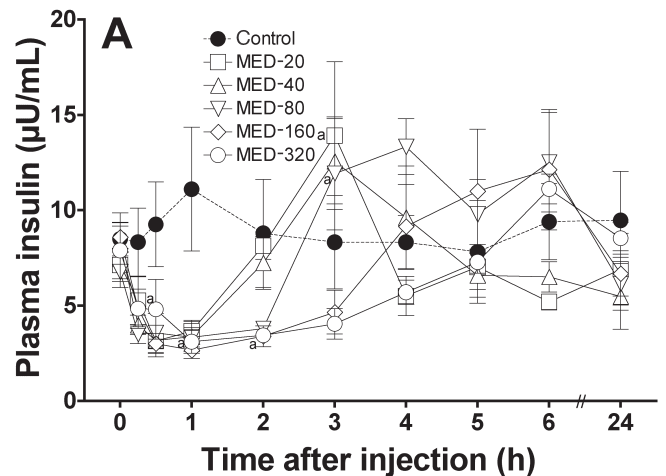 A
Control
MED-20
MED-40
MED-80
MED-160
MED-320
Plasma insulin (µU/mL)
20
15
10
5
0
a
a
a
a
a
0 1 2 3 4 5 6 // 24
Time after injection (h)